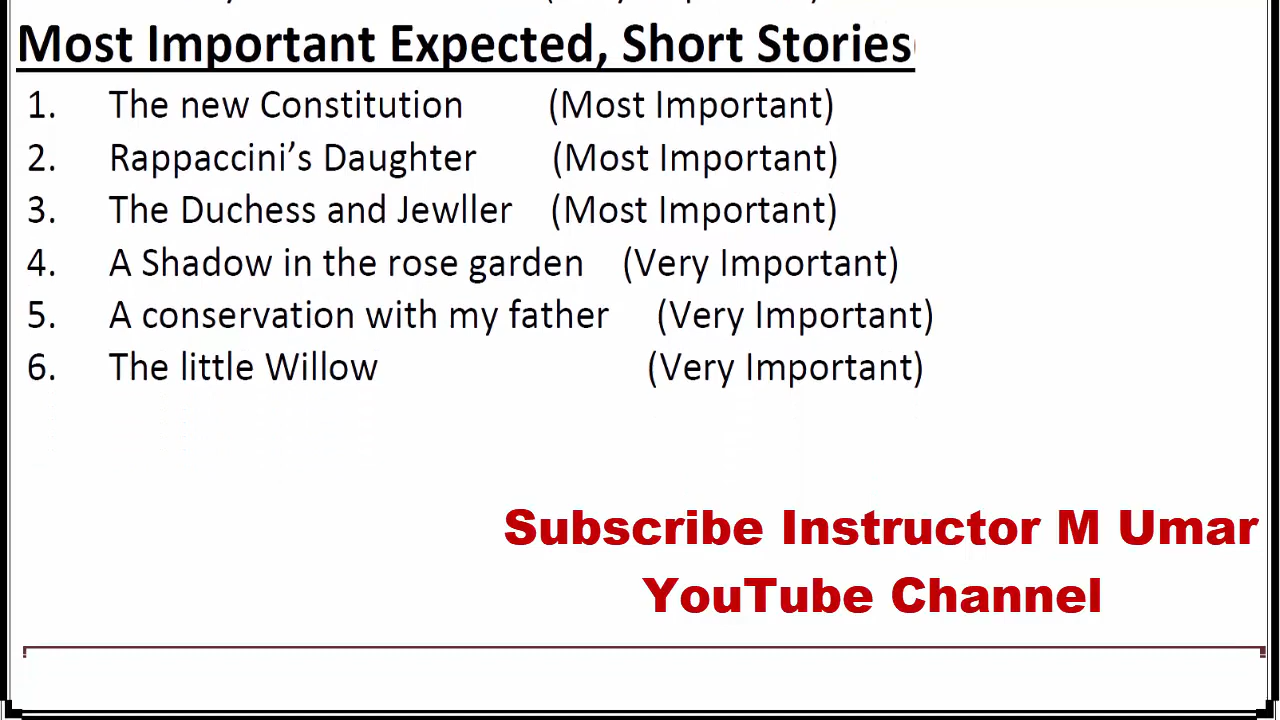 Most Important Expected, Short Stories
1. The new Constitution (Most Important)
2. Rappaccini’s Daughter (Most Important)
3. The Duchess and Jewller (Most Important)
4. A Shadow in the rose garden (Very Important)
5. A conservation with my father (Very Important)
6. The little Willow (Very Important)
Subscribe Instructor M Umar
YouTube Channel